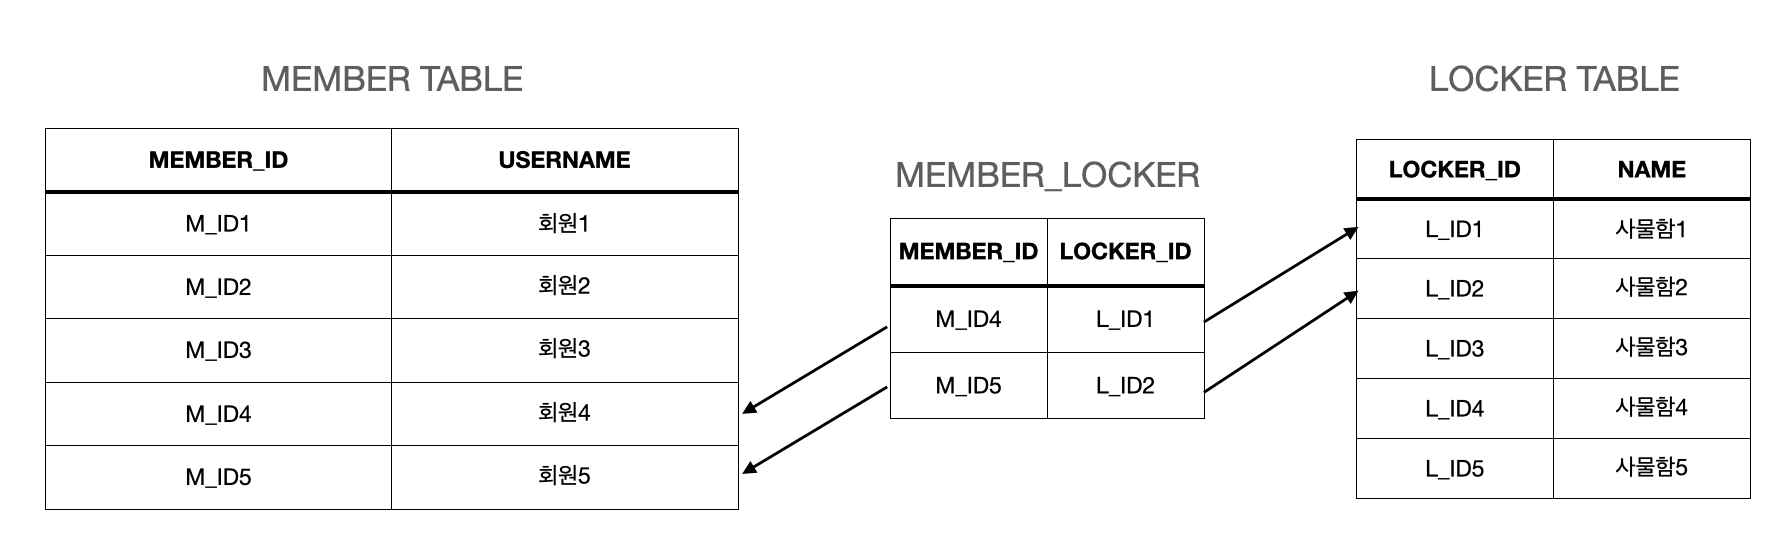 MEMBER TABLE
MEMBER_ID USERNAME
M_ID1 회원1
M_ID2 회원2
M_ID3 회원3
M_ID4 회원4
M_ID5 회원5
MEMBER_LOCKER
MEMBER_ID LOCKER_ID
M_ID4 L_ID1
M_ID5 L_ID2
LOCKER TABLE
LOCKER_ID NAME
L_ID1 사물함1
L_ID2 사물함2
L_ID3 사물함3
L_ID4 사물함4
L_ID5 사물함5